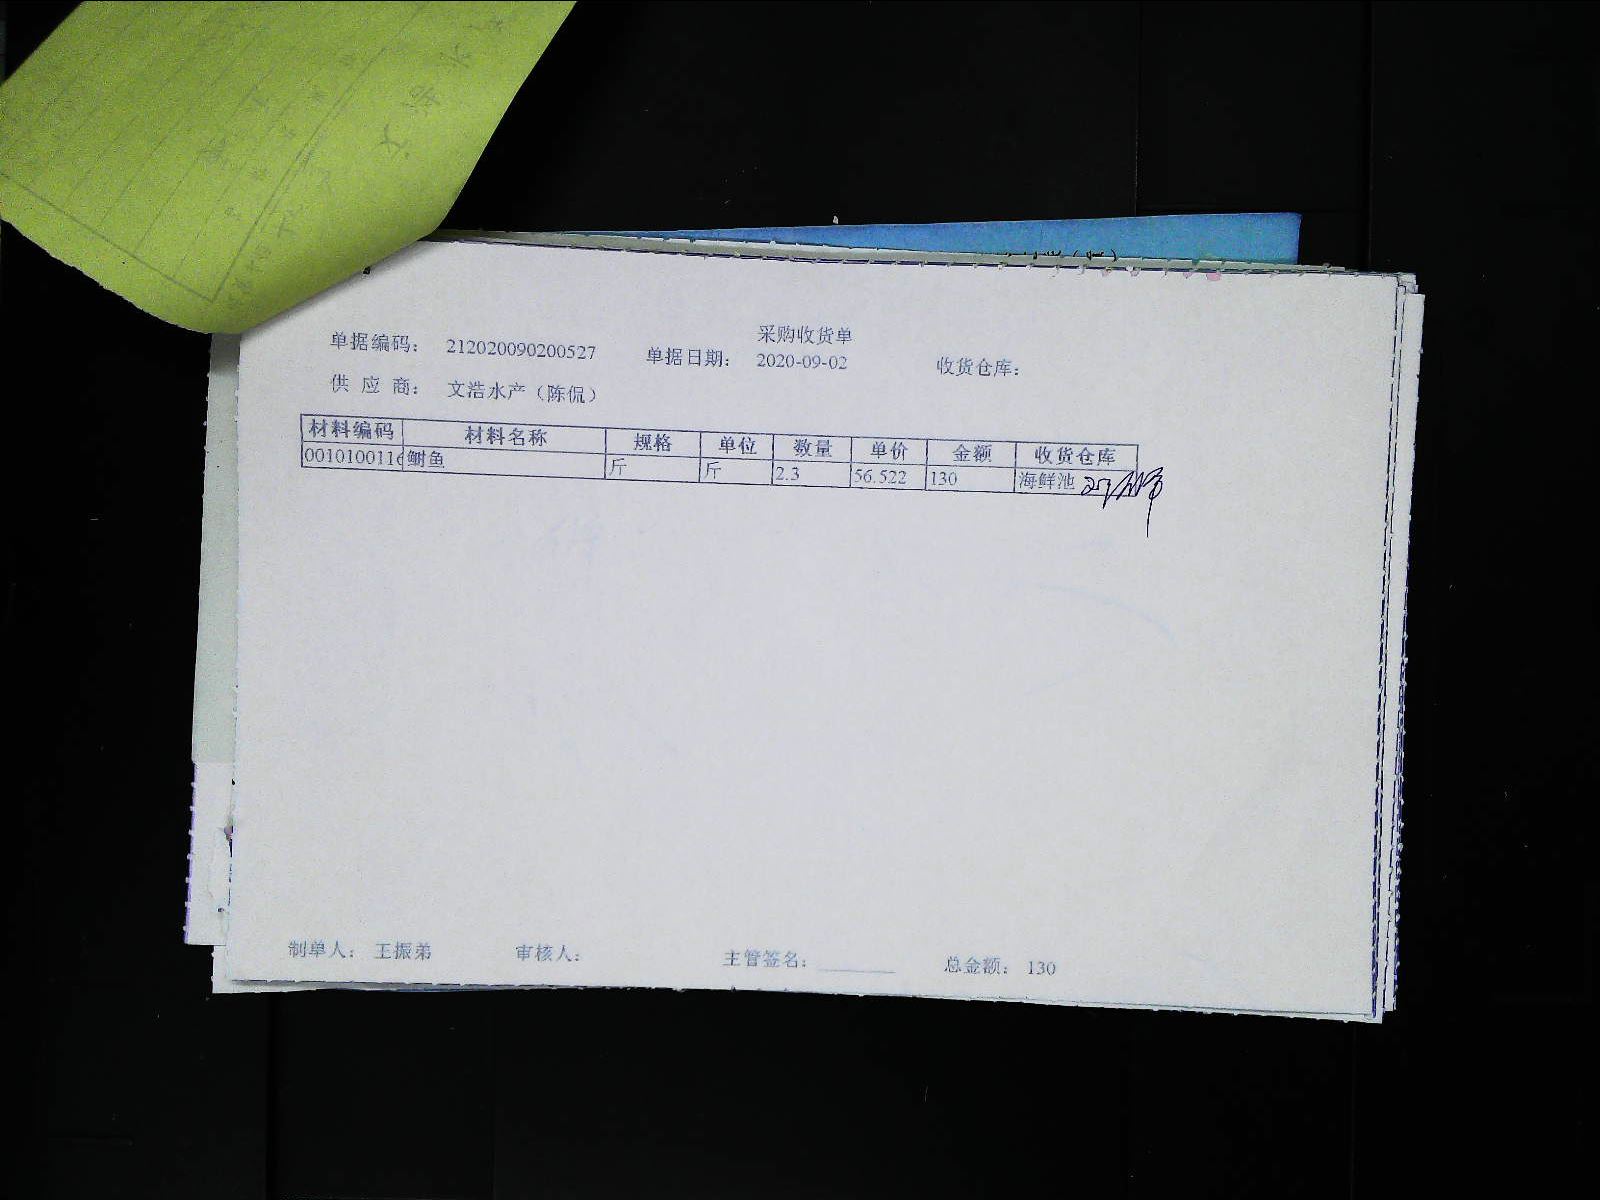 采购收货单
单据编码： 212020090200527 单据日期： 2020-09-02 收货仓库：
供 应 商： 文浩水产（陈侃）
材料编码 材料名称 规格 单位 数量 单价 金额 收货仓库
0010100116 鲥鱼 斤 斤 2.3 56.522 130 海鲜池
制单人： 王振弟 审核人： 主管签名：________ 总金额： 130